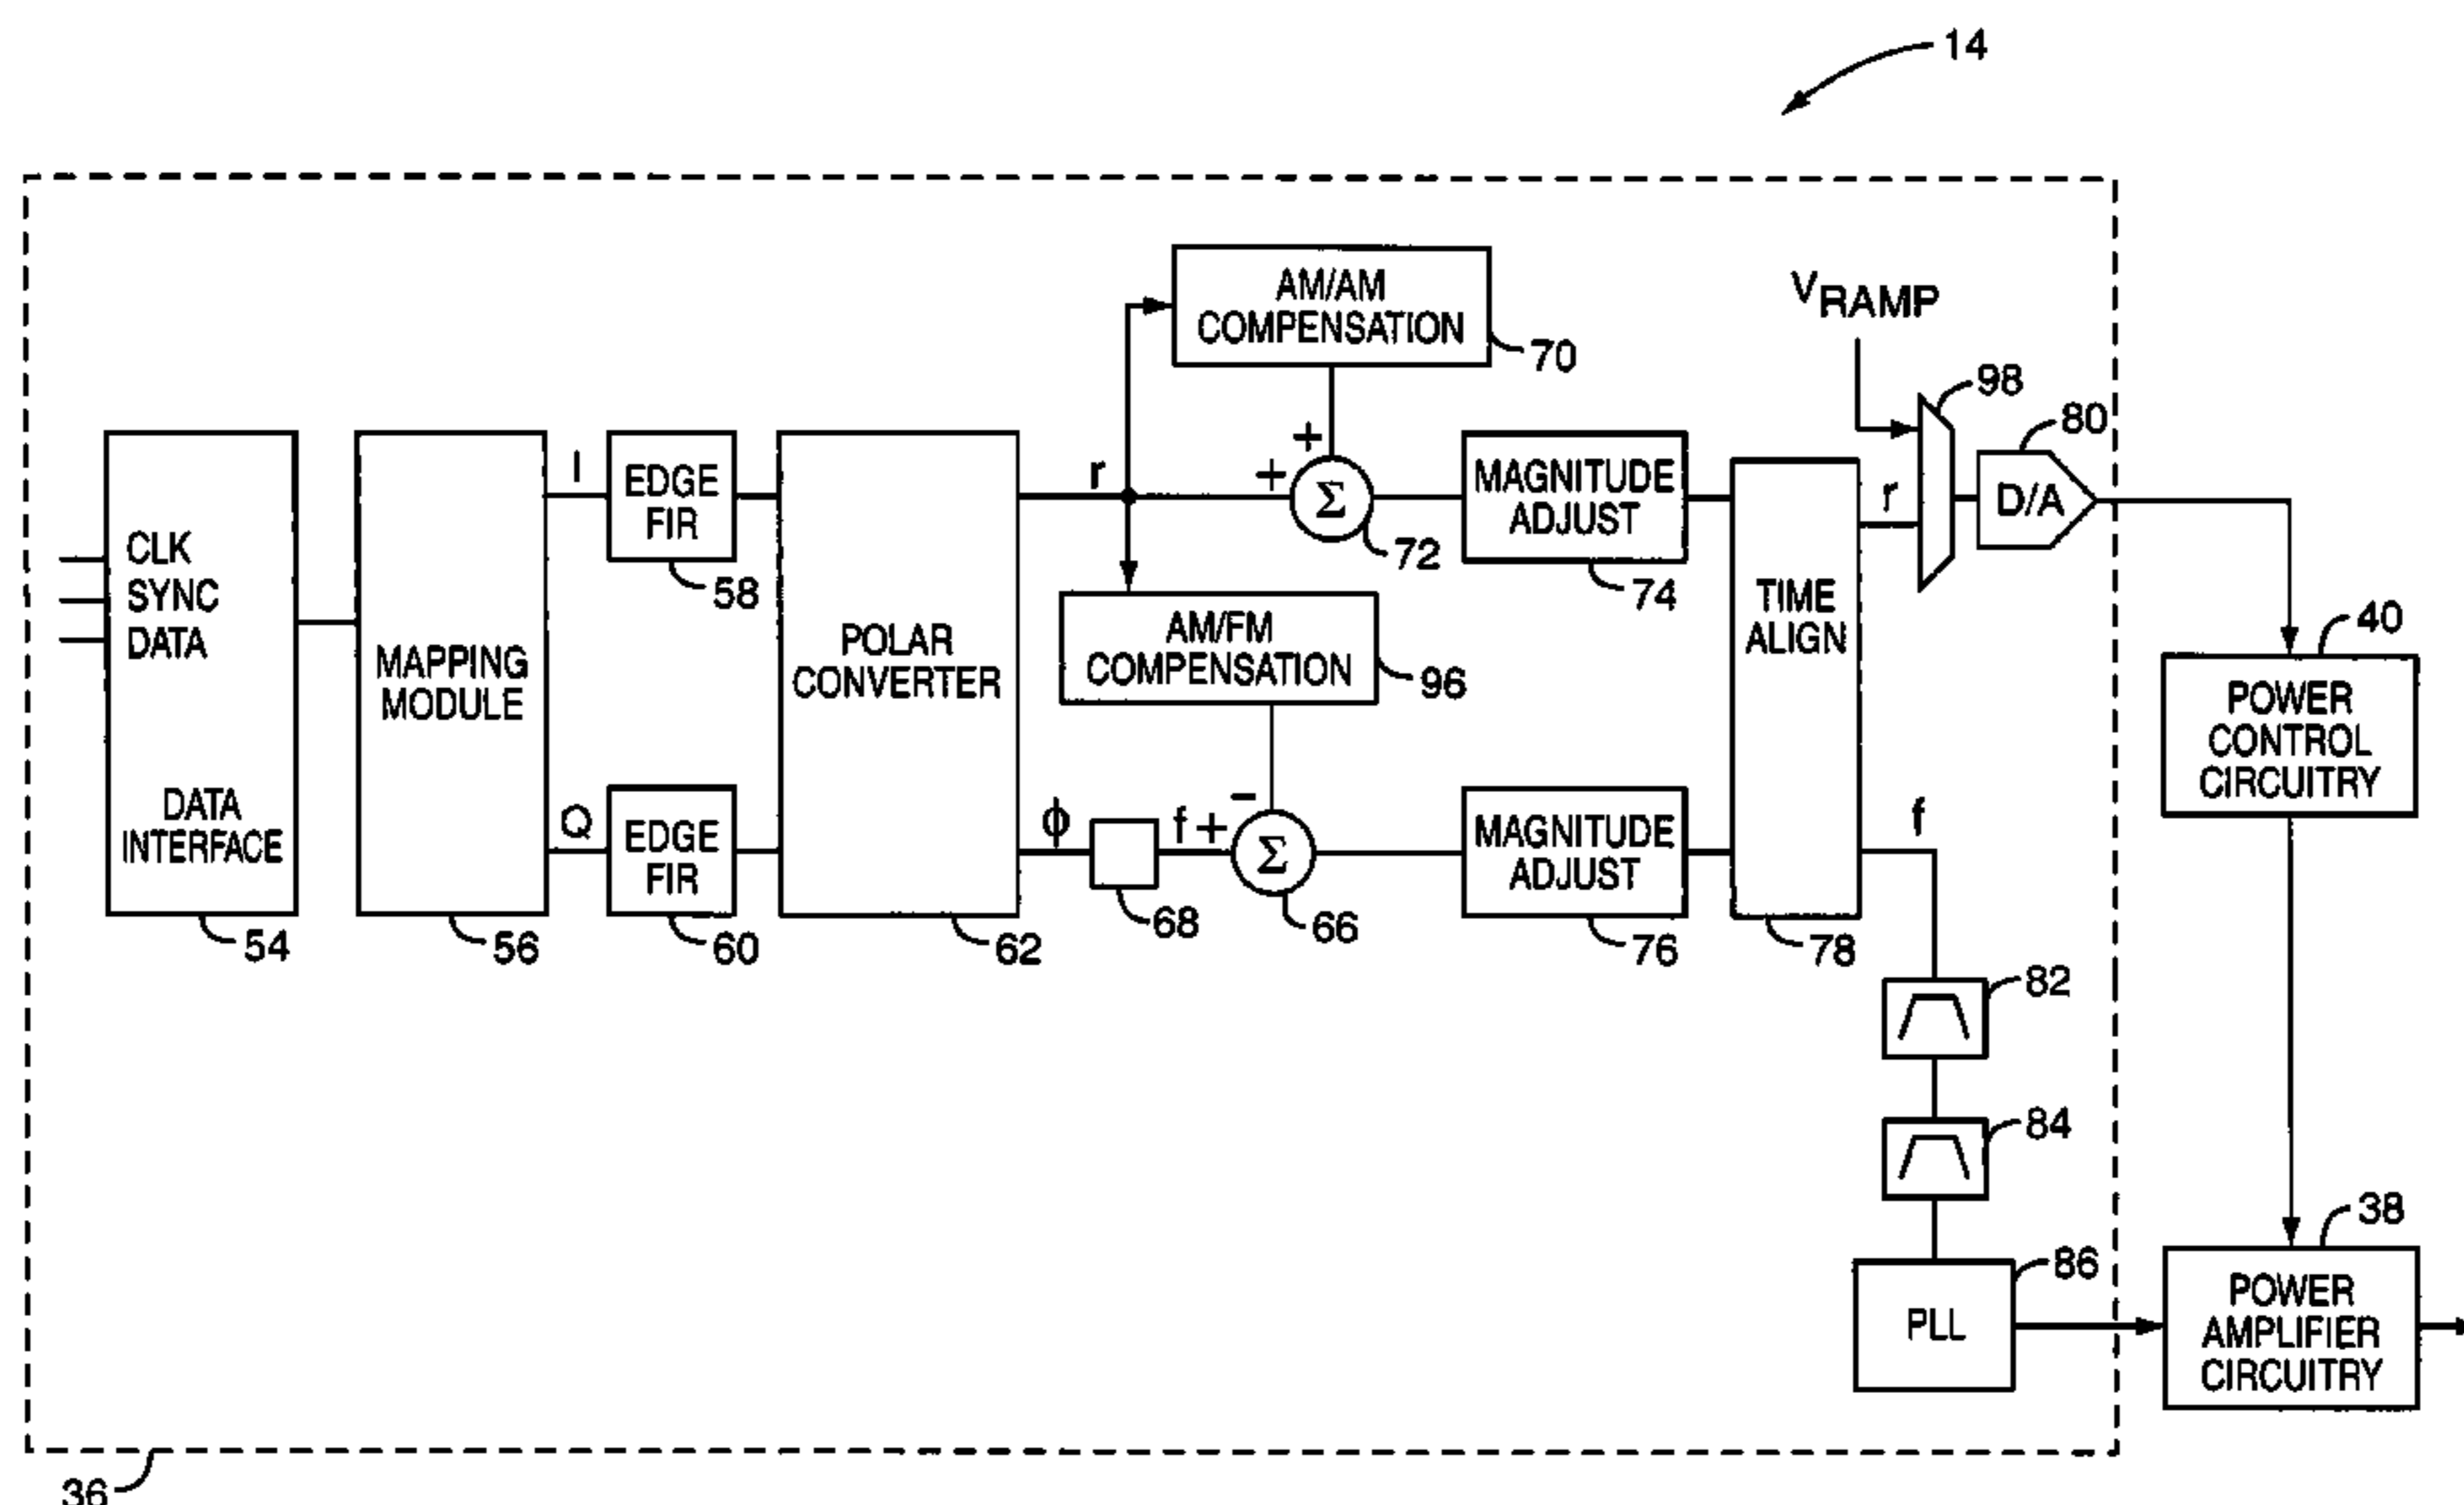 14
AM/AM
COMPENSATION
70
VRAMP
98
80
CLK
SYNC
DATA
DATA
INTERFACE
54
MAPPING
MODULE
56
I
EDGE
FIR
58
Q
EDGE
FIR
60
POLAR
CONVERTER
62
r
+
+
Σ
72
MAGNITUDE
ADJUST
74
AM/FM
COMPENSATION
96
ϕ
68
f
+
-
Σ
66
MAGNITUDE
ADJUST
76
TIME
ALIGN
78
r
D/A
f
82
84
PLL
86
40
POWER
CONTROL
CIRCUITRY
38
POWER
AMPLIFIER
CIRCUITRY
36